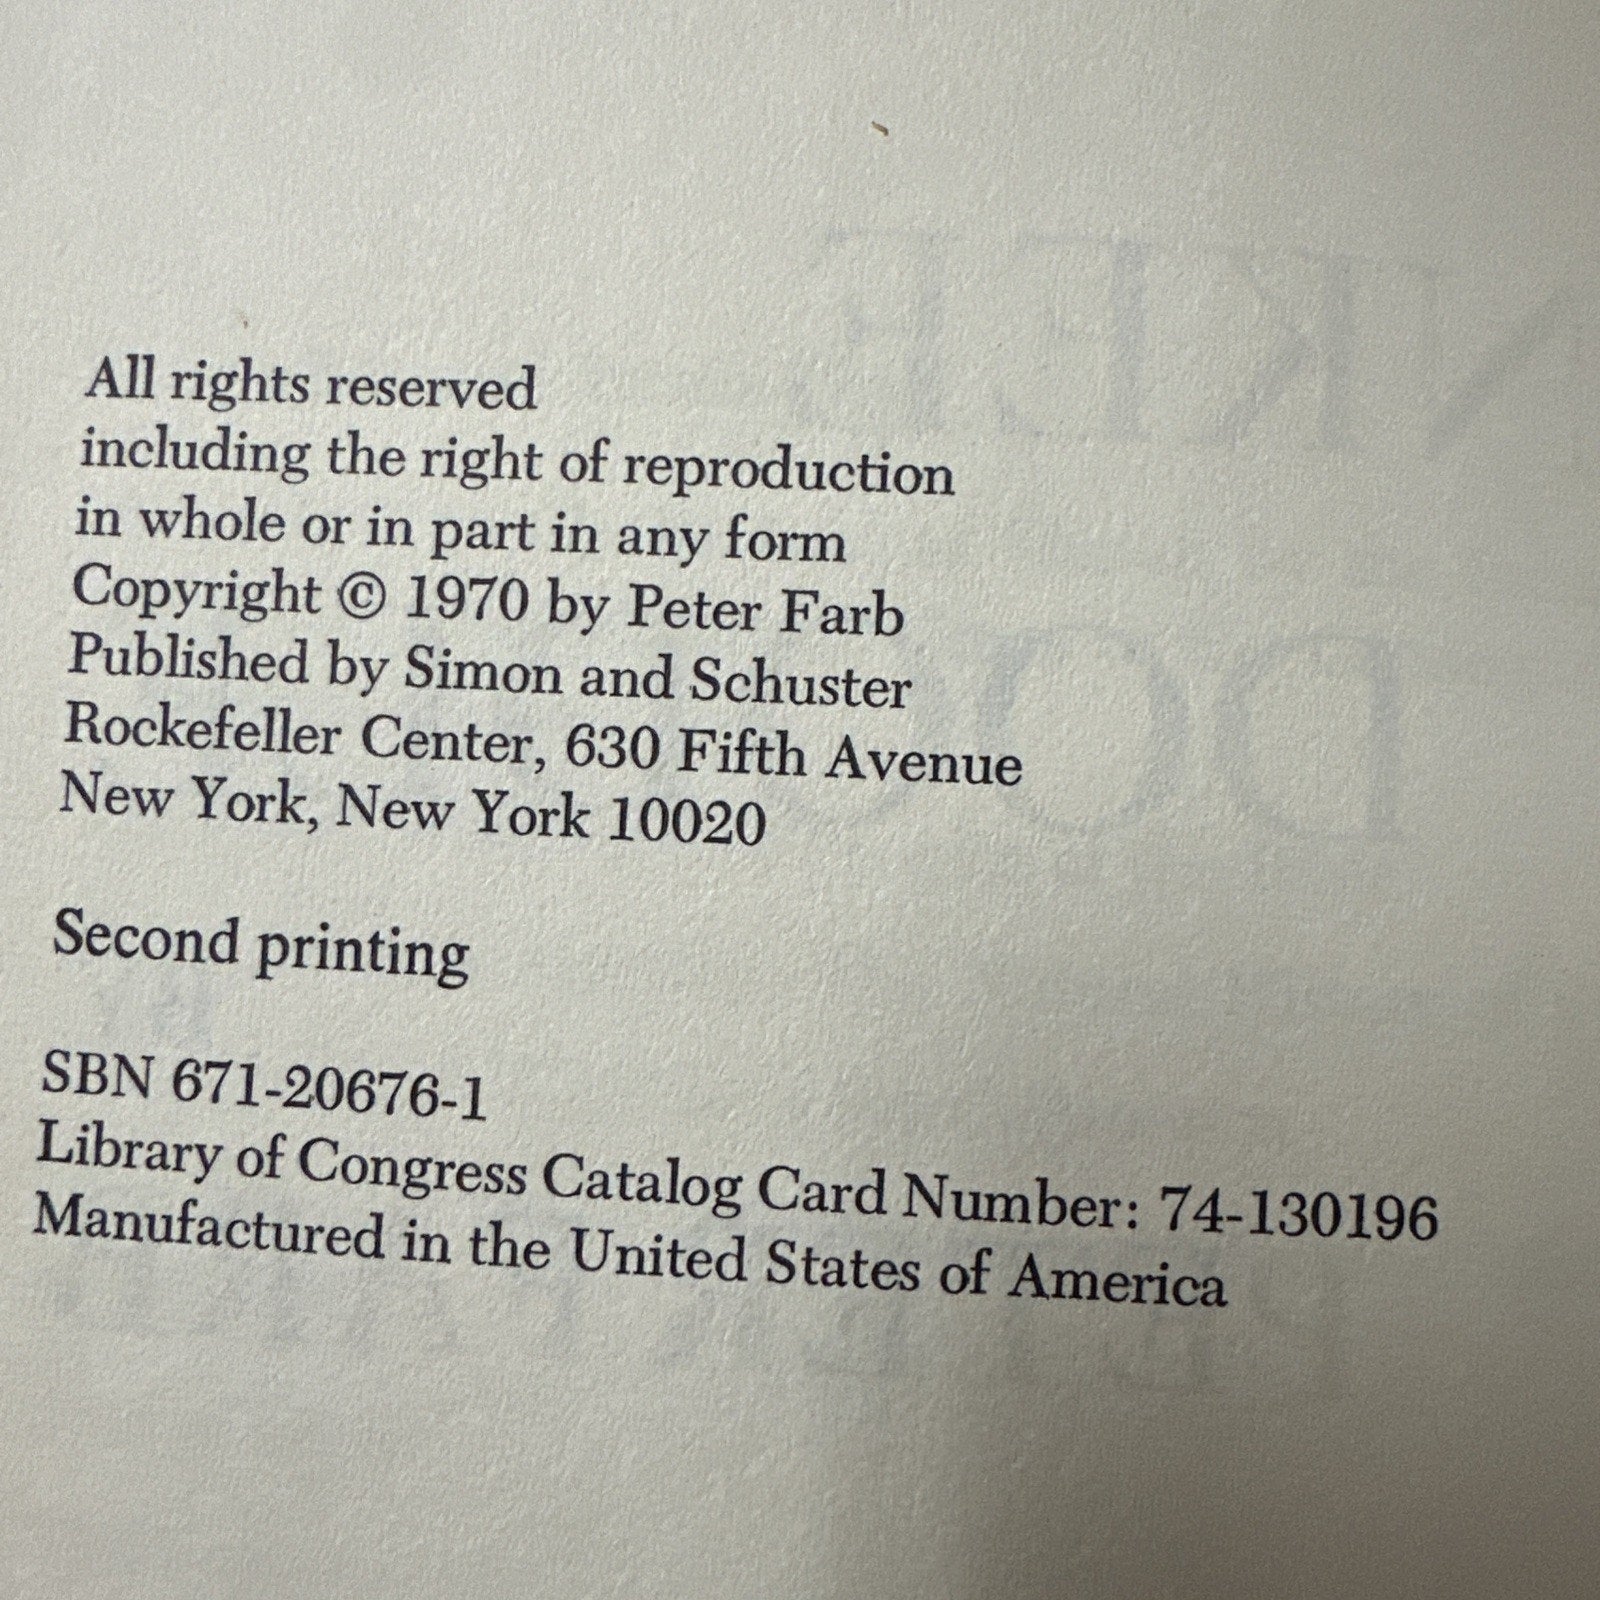 All rights reserved
including the right of reproduction
in whole or in part in any form
Copyright © 1970 by Peter Farb
Published by Simon and Schuster
Rockefeller Center, 630 Fifth Avenue
New York, New York 10020
Second printing
SBN 671-20676-1
Library of Congress Catalog Card Number: 74-130196
Manufactured in the United States of America